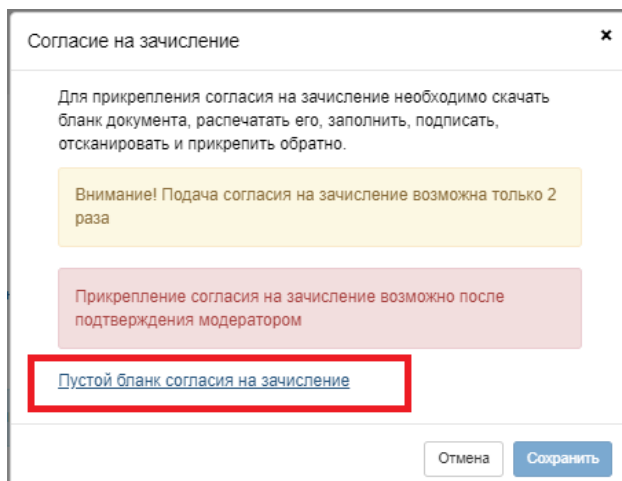 Согласие на зачисление
×
Для прикрепления согласия на зачисление необходимо скачать
бланк документа, распечатать его, заполнить, подписать,
отсканировать и прикрепить обратно.
Внимание! Подача согласия на зачисление возможна только 2
раза
Прикрепление согласия на зачисление возможно после
подтверждения модератором
Пустой бланк согласия на зачисление
Отмена Сохранить